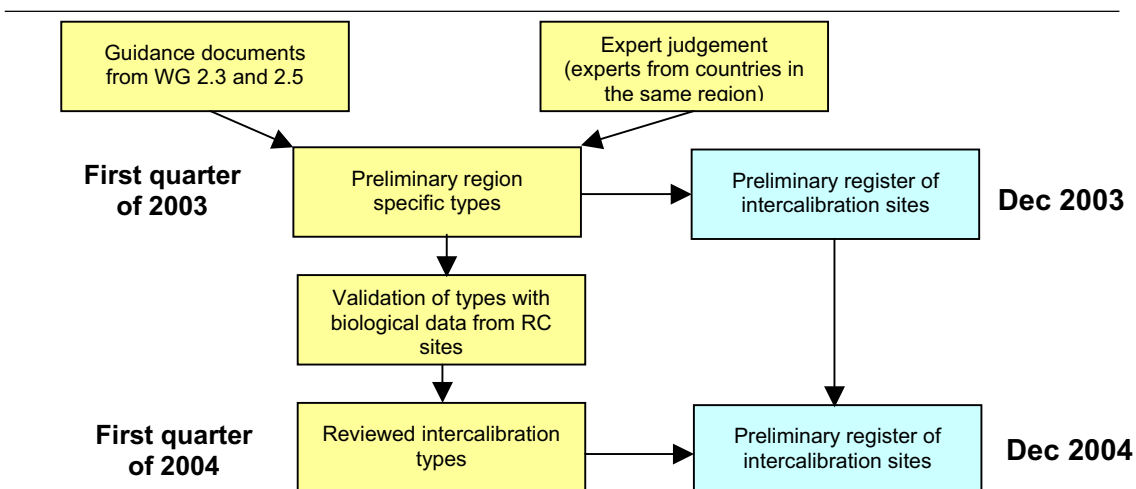 Guidance documents
from WG 2.3 and 2.5
Expert judgement
(experts from countries in
the same region)
First quarter
of 2003
Preliminary region
specific types
Preliminary register of
intercalibration sites
Dec 2003
Validation of types with
biological data from RC
sites
First quarter
of 2004
Reviewed intercalibration
types
Preliminary register of
intercalibration sites
Dec 2004